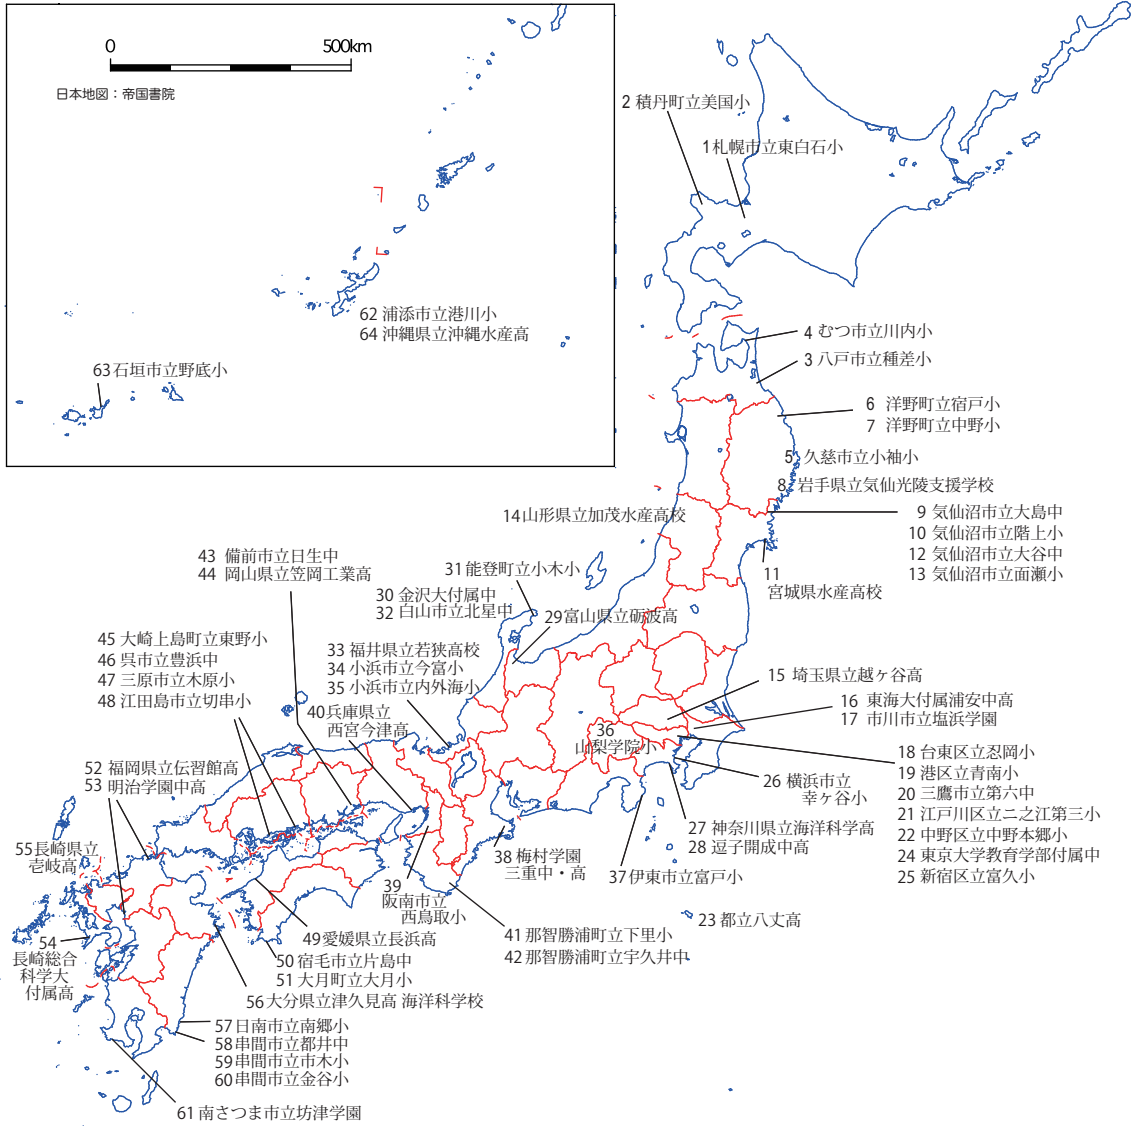 0 500km
日本地図：帝国書院
2 積丹町立美国小
1 札幌市立東白石小
62 浦添市立港川小
64 沖縄県立沖縄水産高
63 石垣市立野底小
4 むつ市立川内小
3 八戸市立種差小
6 洋野町立宿戸小
7 洋野町立中野小
5 久慈市立小袖小
8 岩手県立気仙光陵支援学校
9 気仙沼市立大島中
10 気仙沼市立階上小
12 気仙沼市立大谷中
13 気仙沼市立面瀬小
14 山形県立加茂水産高校
11
宮城県水産高校
43 備前市立日生中
44 岡山県立笠岡工業高
31 能登町立小木小
30 金沢大付属中
32 白山市立北星中
29 富山県立砺波高
45 大崎上島町立東野小
46 呉市立豊浜中
47 三原市立木原小
48 江田島市立切串小
33 福井県立若狭高校
34 小浜市立今富小
35 小浜市立内外海小
40 兵庫県立
西宮今津高
15 埼玉県立越ヶ谷高
16 東海大付属浦安中高
17 市川市立塩浜学園
36
山梨学院小
18 台東区立忍岡小
19 港区立青南小
20 三鷹市立第六中
21 江戸川区立二之江第三小
22 中野区立中野本郷小
24 東京大学教育学部付属中
25 新宿区立富久小
26 横浜市立
幸ヶ谷小
52 福岡県立伝習館高
53 明治学園中高
27 神奈川県立海洋科学高
28 逗子開成中高
55 長崎県立
壱岐高
38 梅村学園
三重中・高
37 伊東市立富戸小
39
阪南市立
西鳥取小
23 都立八丈高
41 那智勝浦町立下里小
42 那智勝浦町立宇久井中
49 愛媛県立長浜高
54
長崎総合
科学大
付属高
50 宿毛市立片島中
51 大月町立大月小
56 大分県立津久見高 海洋科学校
57 日南市立南郷小
58 串間市立都井中
59 串間市立市木小
60 串間市立金谷小
61 南さつま市立坊津学園